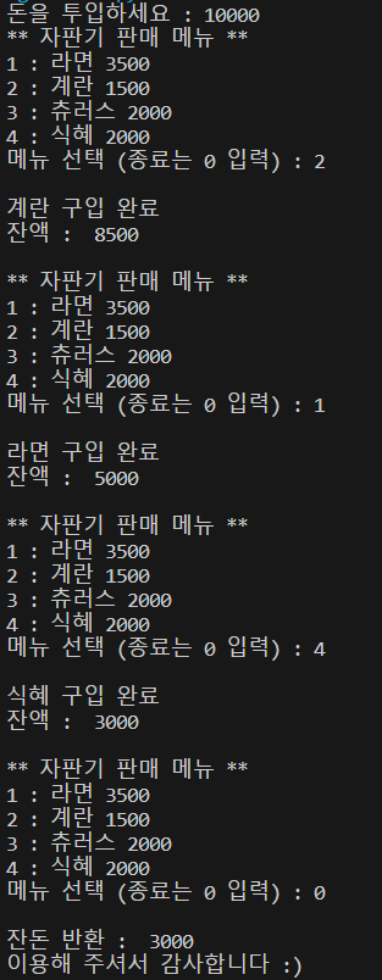 돈을 투입하세요 : 10000
** 자판기 판매 메뉴 **
1 : 라면 3500
2 : 계란 1500
3 : 츄러스 2000
4 : 식혜 2000
메뉴 선택 (종료는 0 입력) : 2

계란 구입 완료
잔액 :  8500

** 자판기 판매 메뉴 **
1 : 라면 3500
2 : 계란 1500
3 : 츄러스 2000
4 : 식혜 2000
메뉴 선택 (종료는 0 입력) : 1

라면 구입 완료
잔액 :  5000

** 자판기 판매 메뉴 **
1 : 라면 3500
2 : 계란 1500
3 : 츄러스 2000
4 : 식혜 2000
메뉴 선택 (종료는 0 입력) : 4

식혜 구입 완료
잔액 :  3000

** 자판기 판매 메뉴 **
1 : 라면 3500
2 : 계란 1500
3 : 츄러스 2000
4 : 식혜 2000
메뉴 선택 (종료는 0 입력) : 0

잔돈 반환 :  3000
이용해 주셔서 감사합니다 :)